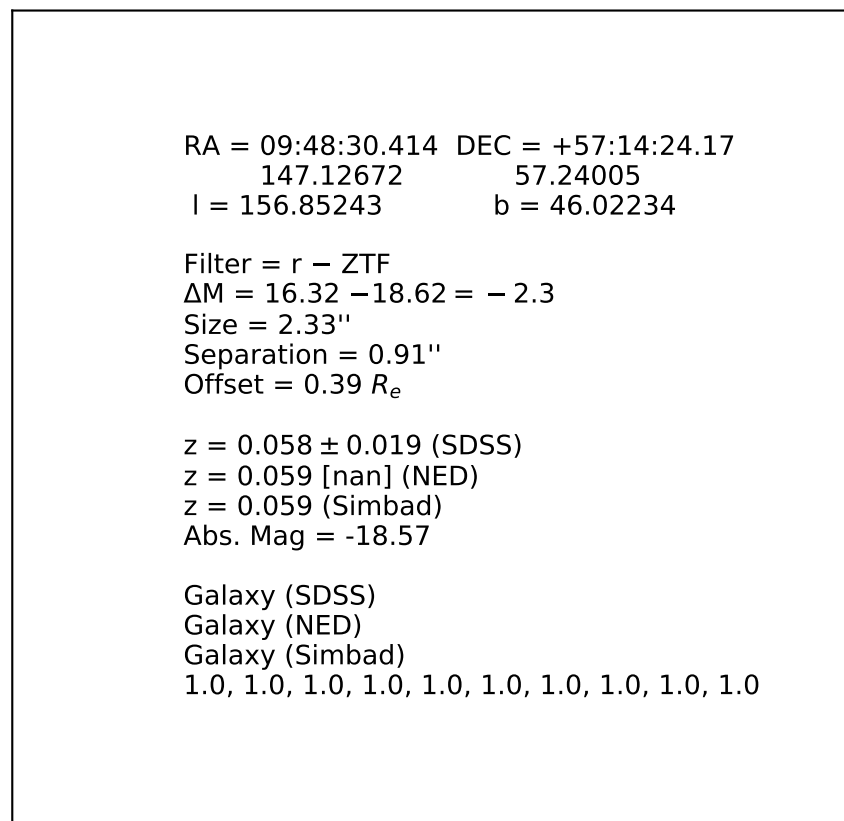 RA = 09:48:30.414  DEC = +57:14:24.17
147.12672  57.24005
l = 156.85243  b = 46.02234
Filter = r − ZTF
ΔM = 16.32 −18.62 = − 2.3
Size = 2.33''
Separation = 0.91''
Offset = 0.39 Re
z = 0.058 ± 0.019 (SDSS)
z = 0.059 [nan] (NED)
z = 0.059 (Simbad)
Abs. Mag = -18.57
Galaxy (SDSS)
Galaxy (NED)
Galaxy (Simbad)
1.0, 1.0, 1.0, 1.0, 1.0, 1.0, 1.0, 1.0, 1.0, 1.0